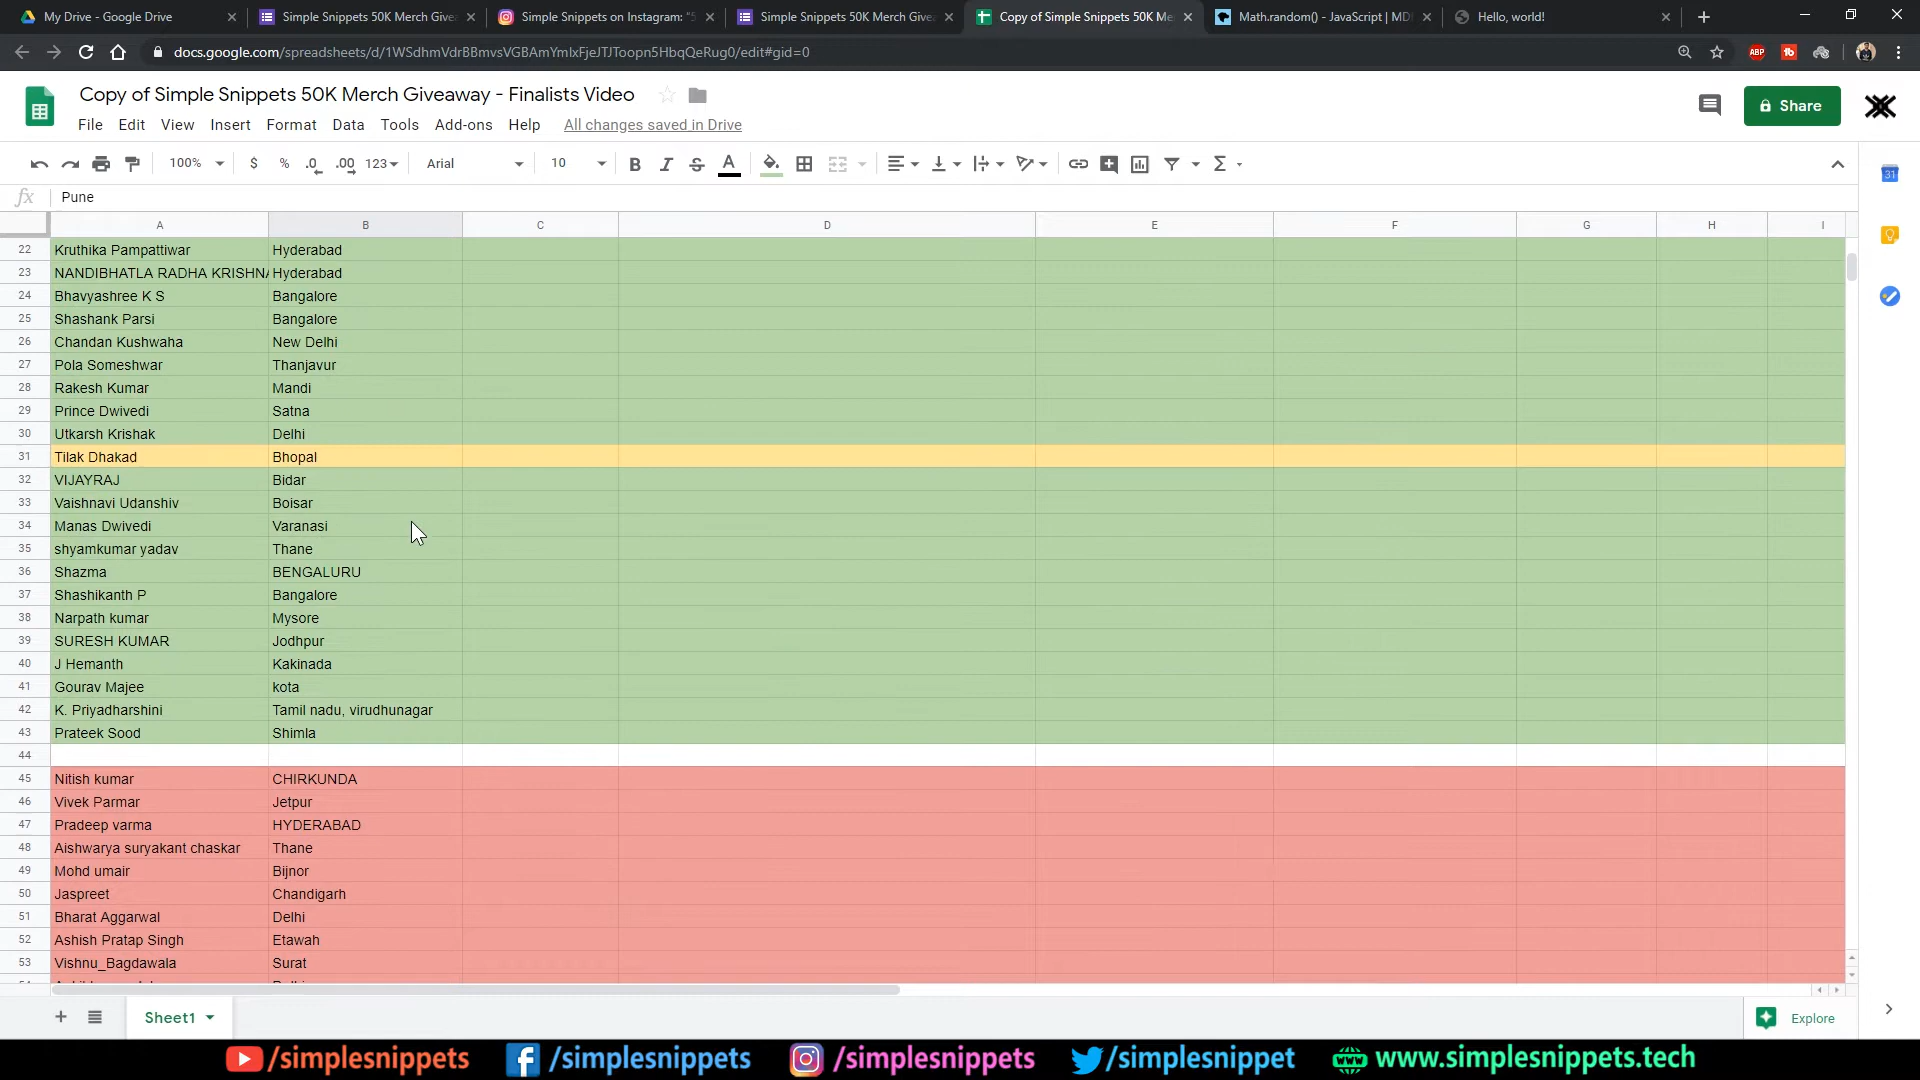 My Drive - Google Drive
Simple Snippets 50K Merch Givea
Simple Snippets on Instagram: "5
Simple Snippets 50K Merch Givea
Copy of Simple Snippets 50K Me
Math.random() - JavaScript | MD
Hello, world!
docs.google.com/spreadsheets/d/1WSdhmVdrBBmvsVGBAmYmlxFjeJTJToopn5HbqQeRug0/edit#gid=0
Copy of Simple Snippets 50K Merch Giveaway - Finalists Video
Share
File Edit View Insert Format Data Tools Add-ons Help All changes saved in Drive
100% $ % .0 .00 123 Arial 10 B I S A Σ
31
fx Pune
A B C D E F G H I
22 Kruthika Pampattiwar Hyderabad
23 NANDIBHATLA RADHA KRISHNA Hyderabad
24 Bhavyashree K S Bangalore
25 Shashank Parsi Bangalore
26 Chandan Kushwaha New Delhi
27 Pola Someshwar Thanjavur
28 Rakesh Kumar Mandi
29 Prince Dwivedi Satna
30 Utkarsh Krishak Delhi
31 Tilak Dhakad Bhopal
32 VIJAYRAJ Bidar
33 Vaishnavi Udanshiv Boisar
34 Manas Dwivedi Varanasi
35 shyamkumar yadav Thane
36 Shazma BENGALURU
37 Shashikanth P Bangalore
38 Narpath kumar Mysore
39 SURESH KUMAR Jodhpur
40 J Hemanth Kakinada
41 Gourav Majee kota
42 K. Priyadharshini Tamil nadu, virudhunagar
43 Prateek Sood Shimla
44
45 Nitish kumar CHIRKUNDA
46 Vivek Parmar Jetpur
47 Pradeep varma HYDERABAD
48 Aishwarya suryakant chaskar Thane
49 Mohd umair Bijnor
50 Jaspreet Chandigarh
51 Bharat Aggarwal Delhi
52 Ashish Pratap Singh Etawah
53 Vishnu_Bagdawala Surat
Sheet1
Explore
/simplesnippets /simplesnippets /simplesnippets /simplesnippet www.simplesnippets.tech